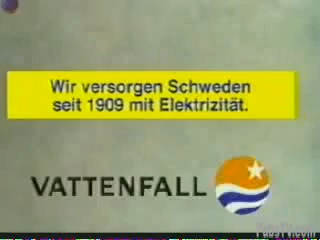 Wir versorgen Schweden
seit 1909 mit Elektrizität.
VATTENFALL